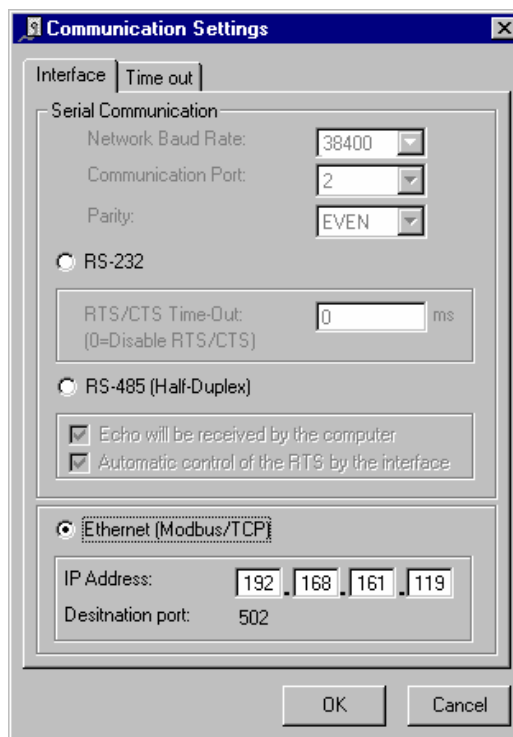 Communication Settings
Interface Time out
Serial Communication
Network Baud Rate: 38400
Communication Port: 2
Parity: EVEN
RS-232
RTS/CTS Time-Out: 0 ms
(0=Disable RTS/CTS)
RS-485 (Half-Duplex)
Echo will be received by the computer
Automatic control of the RTS by the interface
Ethernet (Modbus/TCP)
IP Address: 192 . 168 . 161 . 119
Desitnation port: 502
OK Cancel